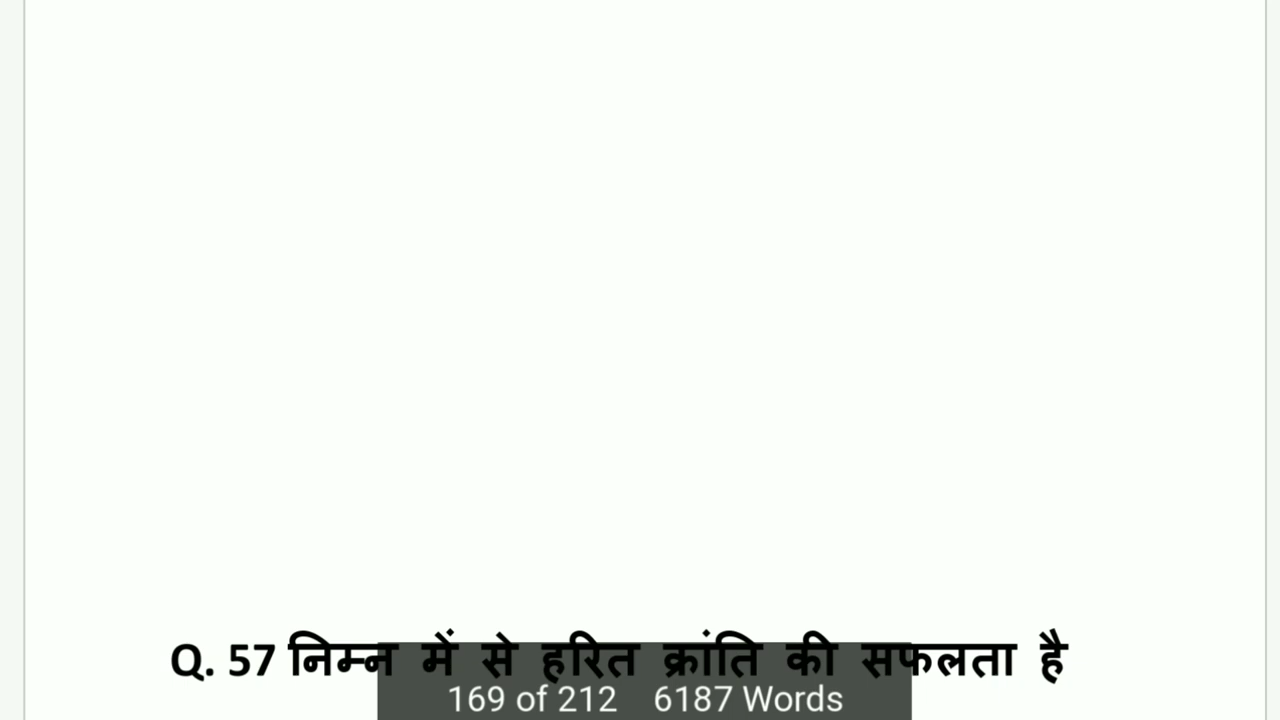 Q. 57 निम्न में से हरित क्रांति की सफलता है
169 of 212 6187 Words